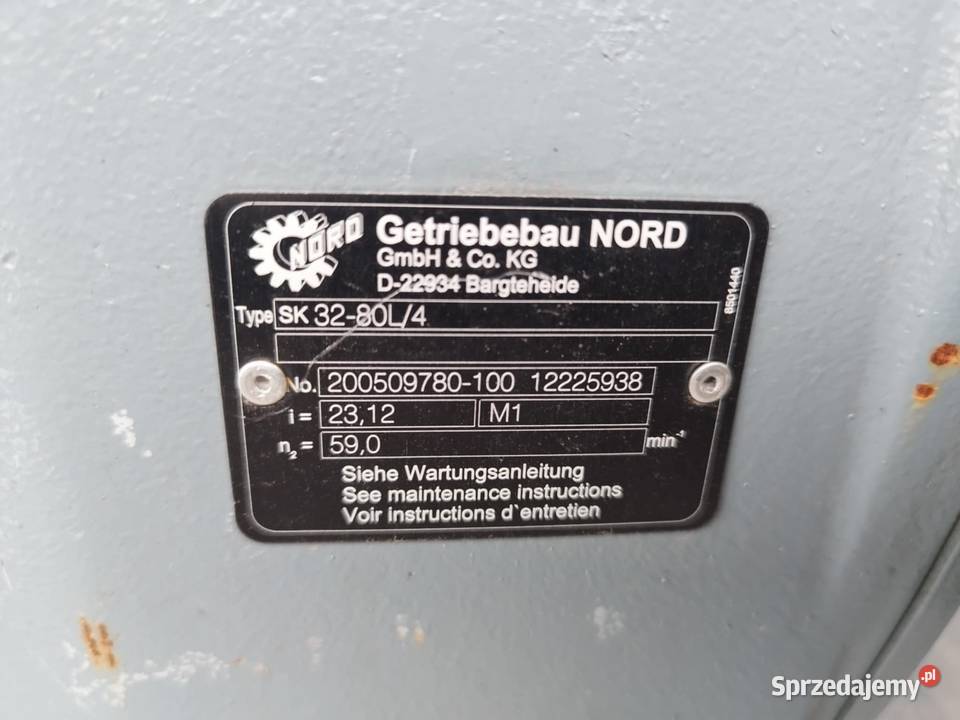 NORD
Getriebebau NORD
GmbH & Co. KG
D-22934 Bargteheide
8501440
Type SK 32-80L/4
No. 200509780-100 12225938
i = 23,12 M1
n₂ = 59,0 min⁻¹
Siehe Wartungsanleitung
See maintenance instructions
Voir instructions d`entretien
Sprzedajemy.pl